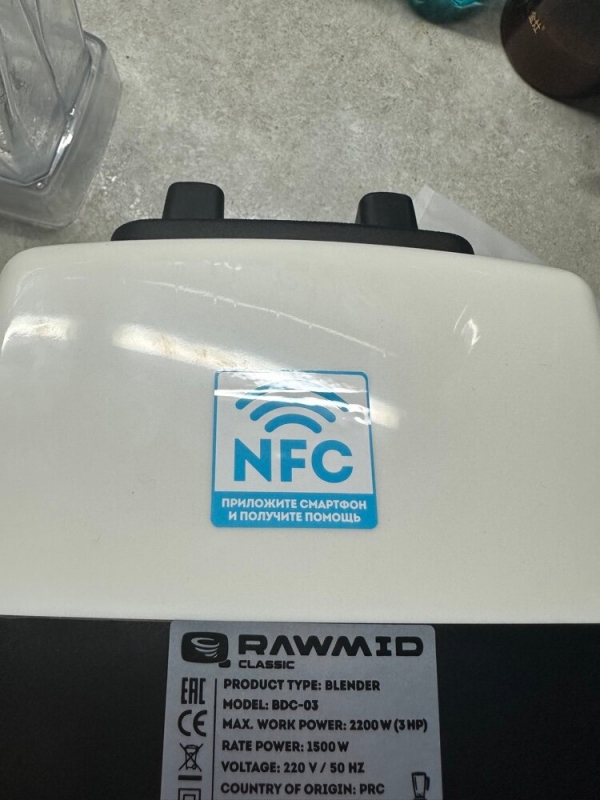 NFC
ПРИЛОЖИТЕ СМАРТФОН
И ПОЛУЧИТЕ ПОМОЩЬ
RAWMID
CLASSIC
EAC
CE
PRODUCT TYPE: BLENDER
MODEL: BDC-03
MAX. WORK POWER: 2200 W (3 HP)
RATE POWER: 1500 W
VOLTAGE: 220 V / 50 HZ
COUNTRY OF ORIGIN: PRC